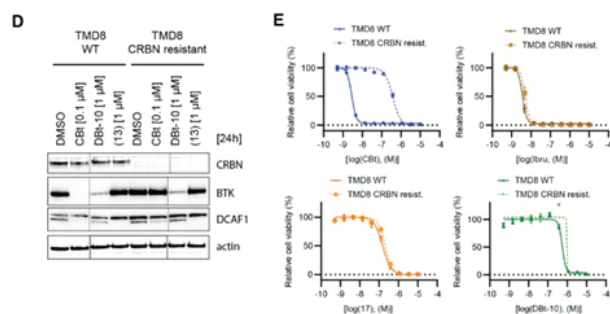 D
TMD8
WT
TMD8
CRBN resistant
DMSO
CBt [0.1 µM]
DBt-10 [1 µM]
(13) [1 µM]
DMSO
CBt [0.1 µM]
DBt-10 [1 µM]
(13) [1 µM]
[24h]
CRBN
BTK
DCAF1
actin
E
TMD8 WT
TMD8 CRBN resist.
Relative cell viability (%)
100
50
0
-10 -9 -8 -7 -6 -5 -4
[log(CBt), (M)]
TMD8 WT
TMD8 CRBN resist.
Relative cell viability (%)
100
50
0
-10 -9 -8 -7 -6 -5 -4
[log(Ibru, (M)]
TMD8 WT
TMD8 CRBN resist.
Relative cell viability (%)
100
50
0
-10 -9 -8 -7 -6 -5 -4
[log(17), (M)]
TMD8 WT
TMD8 CRBN resist.
Relative cell viability (%)
100
50
0
-10 -9 -8 -7 -6 -5 -4
[log(DBt-10), (M)]